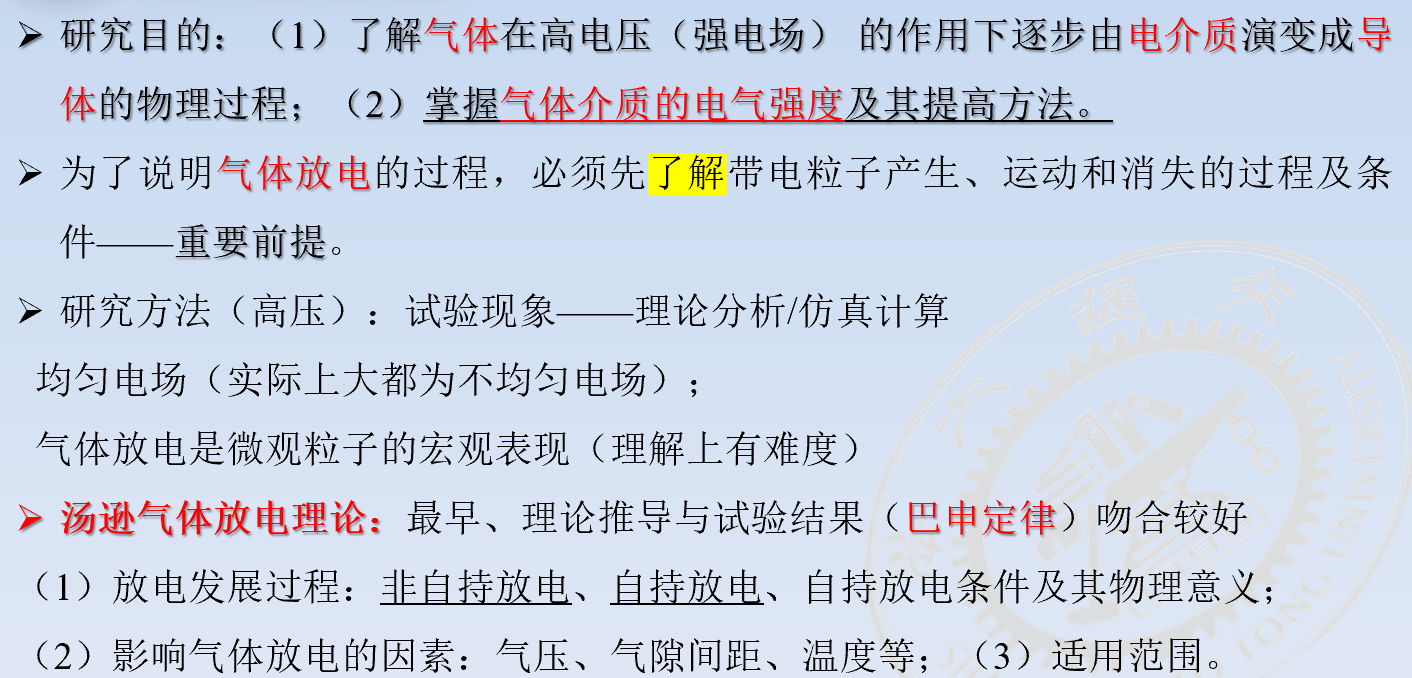 ➢ 研究目的：（1）了解气体在高电压（强电场） 的作用下逐步由电介质演变成导
体的物理过程；（2）掌握气体介质的电气强度及其提高方法。
➢ 为了说明气体放电的过程，必须先了解带电粒子产生、运动和消失的过程及条
件——重要前提。
➢ 研究方法（高压）：试验现象——理论分析/仿真计算
均匀电场（实际上大都为不均匀电场）；
气体放电是微观粒子的宏观表现（理解上有难度）
➢ 汤逊气体放电理论：最早、理论推导与试验结果（巴申定律）吻合较好
（1）放电发展过程：非自持放电、自持放电、自持放电条件及其物理意义；
（2）影响气体放电的因素：气压、气隙间距、温度等；（3）适用范围。